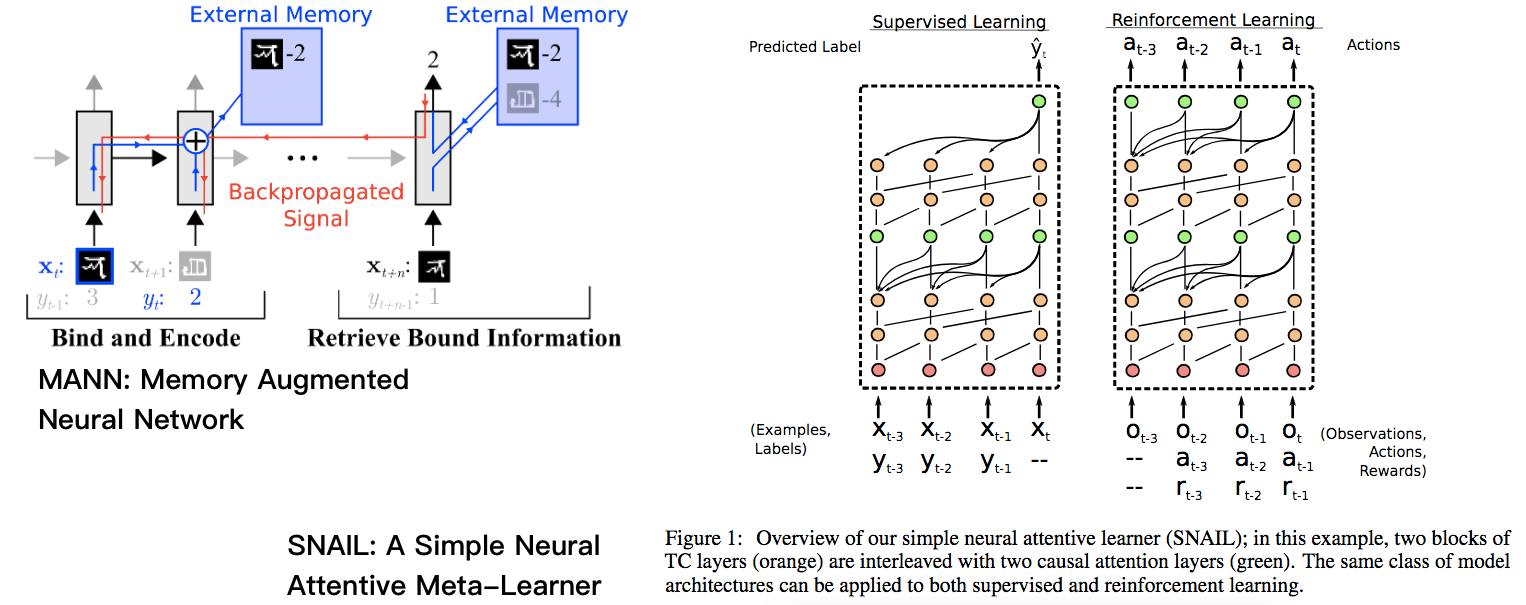 External Memory
External Memory
-2
2
-2
-4
...
Backpropagated
Signal
x_t:
x_{t+1}:
x_{t+n}:
y_{t-1}: 3
y_t: 2
y_{t+n-1}: 1
Bind and Encode
Retrieve Bound Information
MANN: Memory Augmented
Neural Network
SNAIL: A Simple Neural
Attentive Meta-Learner
Supervised Learning
Reinforcement Learning
Predicted Label
ŷ_t
a_{t-3} a_{t-2} a_{t-1} a_t
Actions
(Examples,
Labels)
x_{t-3} x_{t-2} x_{t-1} x_t
y_{t-3} y_{t-2} y_{t-1} --
o_{t-3} o_{t-2} o_{t-1} o_t
-- a_{t-3} a_{t-2} a_{t-1}
-- r_{t-3} r_{t-2} r_{t-1}
(Observations,
Actions,
Rewards)
Figure 1: Overview of our simple neural attentive learner (SNAIL); in this example, two blocks of
TC layers (orange) are interleaved with two causal attention layers (green). The same class of model
architectures can be applied to both supervised and reinforcement learning.